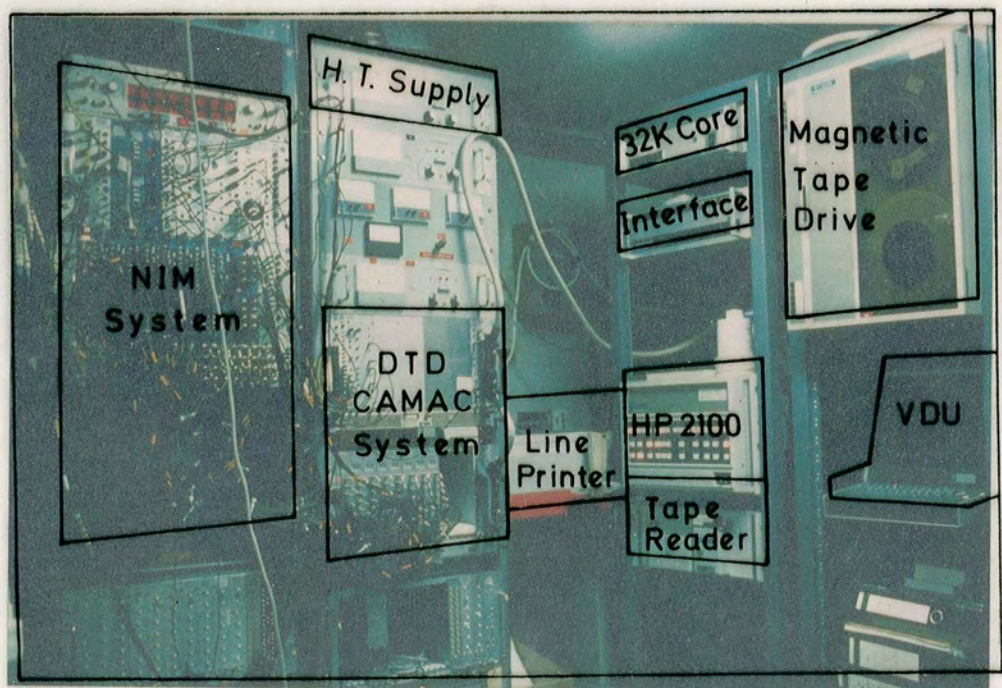 H. T. Supply
NIM
System
DTD
CAMAC
System
Line
Printer
32K Core
Interface
HP 2100
Tape
Reader
Magnetic
Tape
Drive
VDU